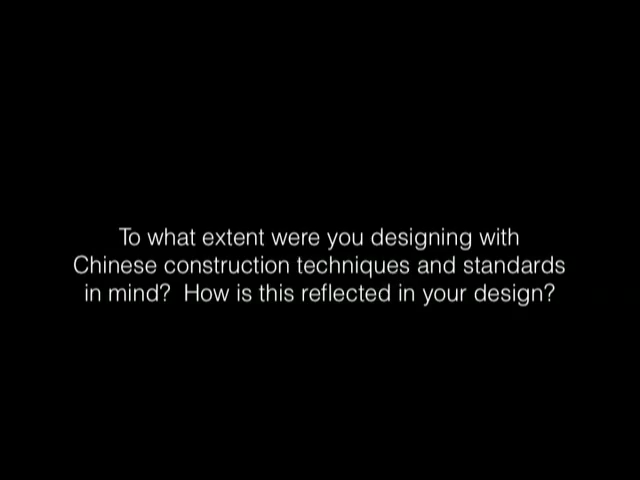 To what extent were you designing with
Chinese construction techniques and standards
in mind?  How is this reflected in your design?